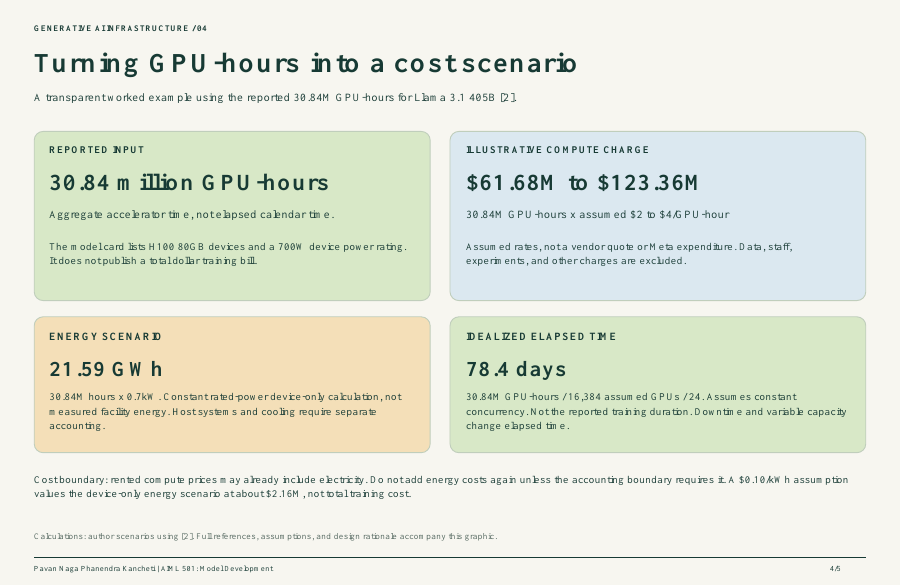 GENERATIVE AI INFRASTRUCTURE / 04
Turning GPU-hours into a cost scenario
A transparent worked example using the reported 30.84M GPU-hours for Llama 3.1 405B [2].
REPORTED INPUT
30.84 million GPU-hours
Aggregate accelerator time, not elapsed calendar time.
The model card lists H100 80GB devices and a 700W device power rating.
It does not publish a total dollar training bill.
ILLUSTRATIVE COMPUTE CHARGE
$61.68M to $123.36M
30.84M GPU-hours x assumed $2 to $4/GPU-hour
Assumed rates, not a vendor quote or Meta expenditure. Data, staff,
experiments, and other charges are excluded.
ENERGY SCENARIO
21.59 GWh
30.84M hours x 0.7kW. Constant rated-power device-only calculation, not
measured facility energy. Host systems and cooling require separate
accounting.
IDEALIZED ELAPSED TIME
78.4 days
30.84M GPU-hours / 16,384 assumed GPUs / 24. Assumes constant
concurrency. Not the reported training duration. Downtime and variable capacity
change elapsed time.
Cost boundary: rented compute prices may already include electricity. Do not add energy costs again unless the accounting boundary requires it. A $0.10/kWh assumption
values the device-only energy scenario at about $2.16M, not total training cost.
Calculations: author scenarios using [2]. Full references, assumptions, and design rationale accompany this graphic.
Pavan Naga Phanendra Kancheti | AIML 501: Model Development
4/5